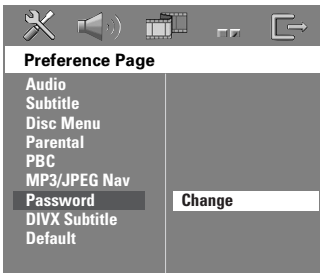 Preference Page
Audio
Subtitle
Disc Menu
Parental
PBC
MP3/JPEG Nav
Password
Change
DIVX Subtitle
Default